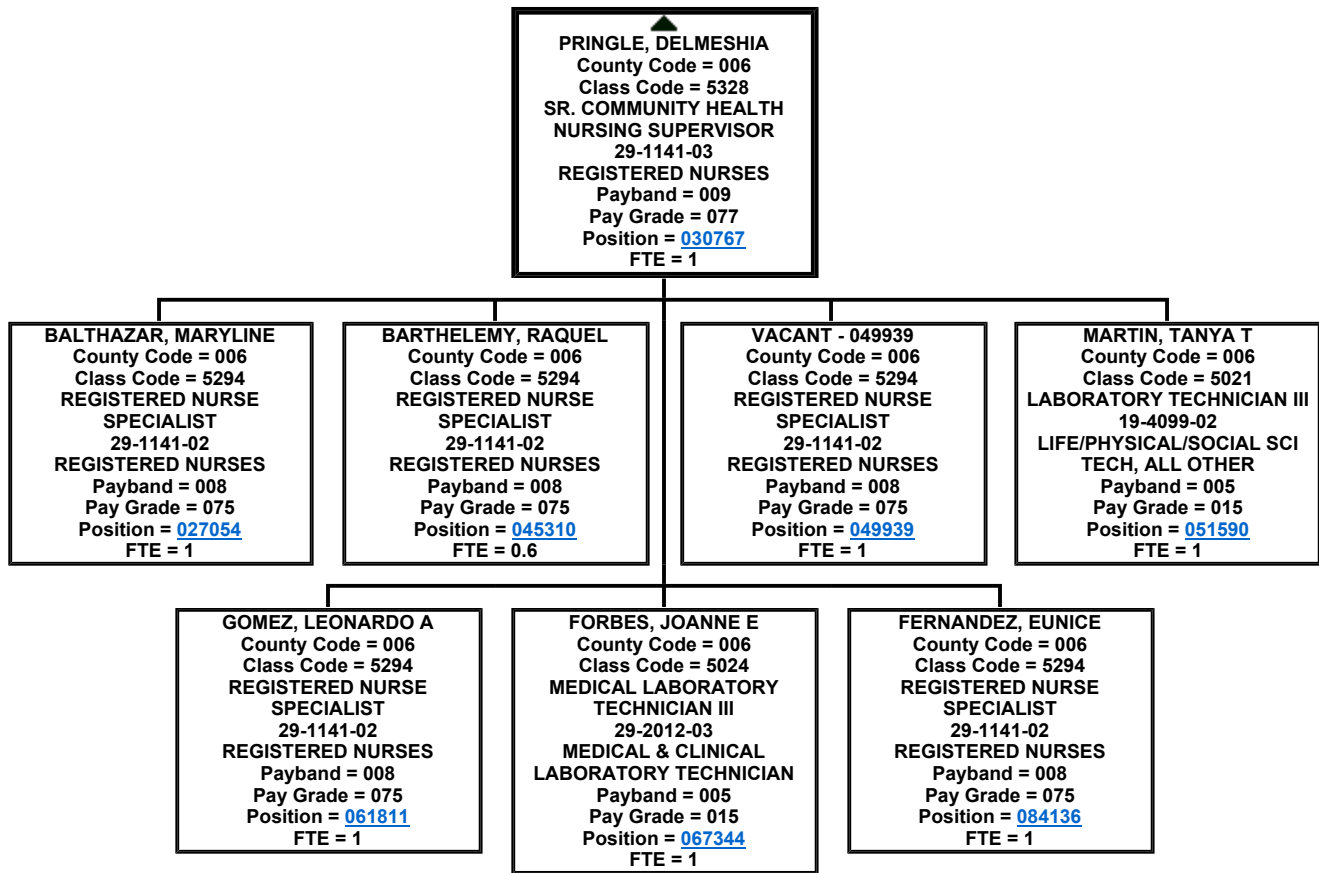 PRINGLE, DELMESHIA
County Code = 006
Class Code = 5328
SR. COMMUNITY HEALTH
NURSING SUPERVISOR
29-1141-03
REGISTERED NURSES
Payband = 009
Pay Grade = 077
Position = 030767
FTE = 1
BALTHAZAR, MARYLINE
County Code = 006
Class Code = 5294
REGISTERED NURSE
SPECIALIST
29-1141-02
REGISTERED NURSES
Payband = 008
Pay Grade = 075
Position = 027054
FTE = 1
BARTHELEMY, RAQUEL
County Code = 006
Class Code = 5294
REGISTERED NURSE
SPECIALIST
29-1141-02
REGISTERED NURSES
Payband = 008
Pay Grade = 075
Position = 045310
FTE = 0.6
VACANT - 049939
County Code = 006
Class Code = 5294
REGISTERED NURSE
SPECIALIST
29-1141-02
REGISTERED NURSES
Payband = 008
Pay Grade = 075
Position = 049939
FTE = 1
MARTIN, TANYA T
County Code = 006
Class Code = 5021
LABORATORY TECHNICIAN III
19-4099-02
LIFE/PHYSICAL/SOCIAL SCI
TECH, ALL OTHER
Payband = 005
Pay Grade = 015
Position = 051590
FTE = 1
GOMEZ, LEONARDO A
County Code = 006
Class Code = 5294
REGISTERED NURSE
SPECIALIST
29-1141-02
REGISTERED NURSES
Payband = 008
Pay Grade = 075
Position = 061811
FTE = 1
FORBES, JOANNE E
County Code = 006
Class Code = 5024
MEDICAL LABORATORY
TECHNICIAN III
29-2012-03
MEDICAL & CLINICAL
LABORATORY TECHNICIAN
Payband = 005
Pay Grade = 015
Position = 067344
FTE = 1
FERNANDEZ, EUNICE
County Code = 006
Class Code = 5294
REGISTERED NURSE
SPECIALIST
29-1141-02
REGISTERED NURSES
Payband = 008
Pay Grade = 075
Position = 084136
FTE = 1